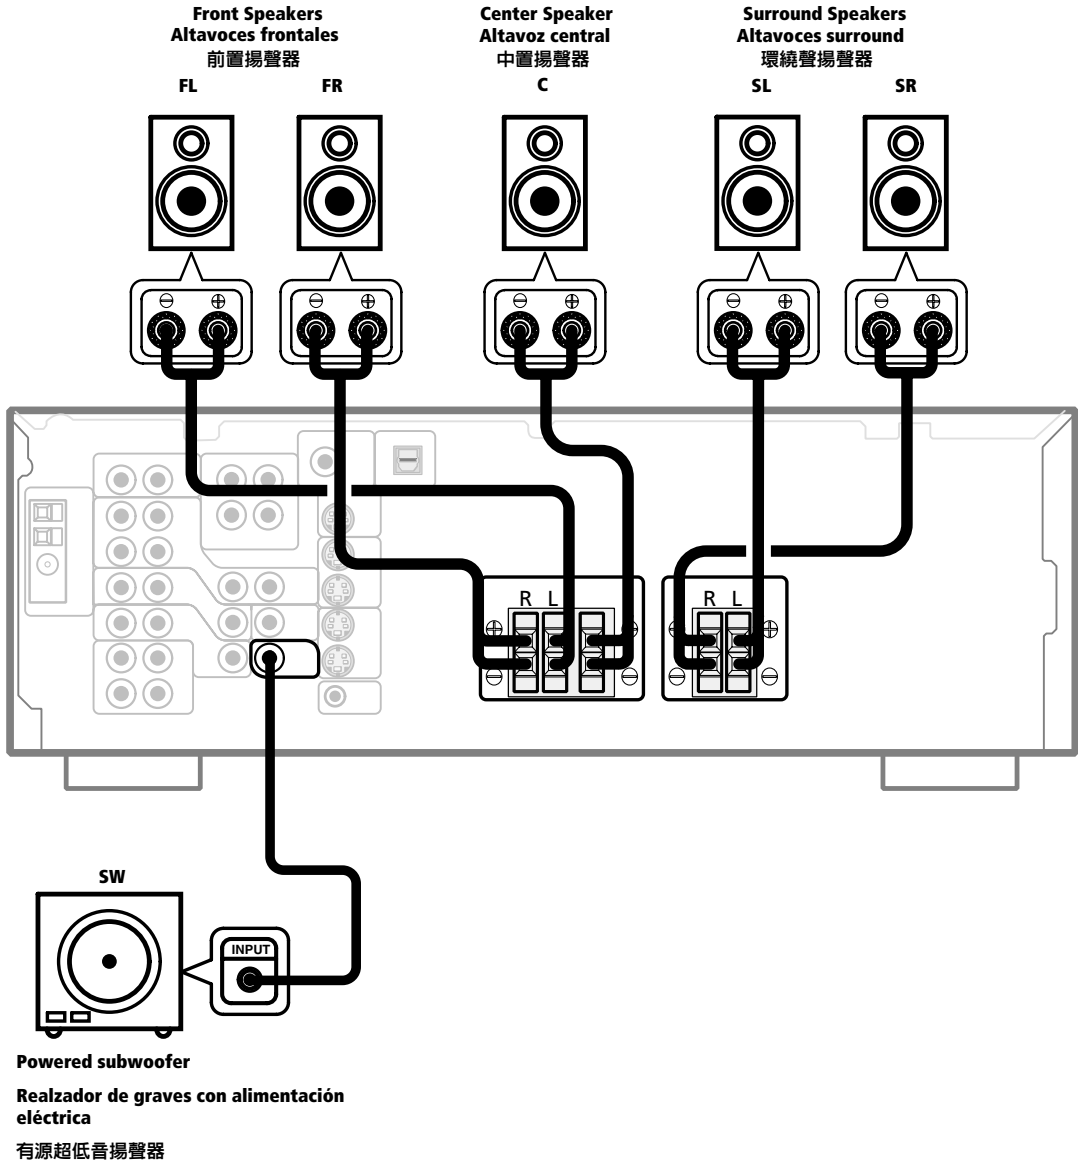 Front Speakers
Altavoces frontales
前置揚聲器
FL
FR
Center Speaker
Altavoz central
中置揚聲器
C
Surround Speakers
Altavoces surround
環繞聲揚聲器
SL
SR
R L
R L
SW
INPUT
Powered subwoofer
Realzador de graves con alimentación
eléctrica
有源超低音揚聲器